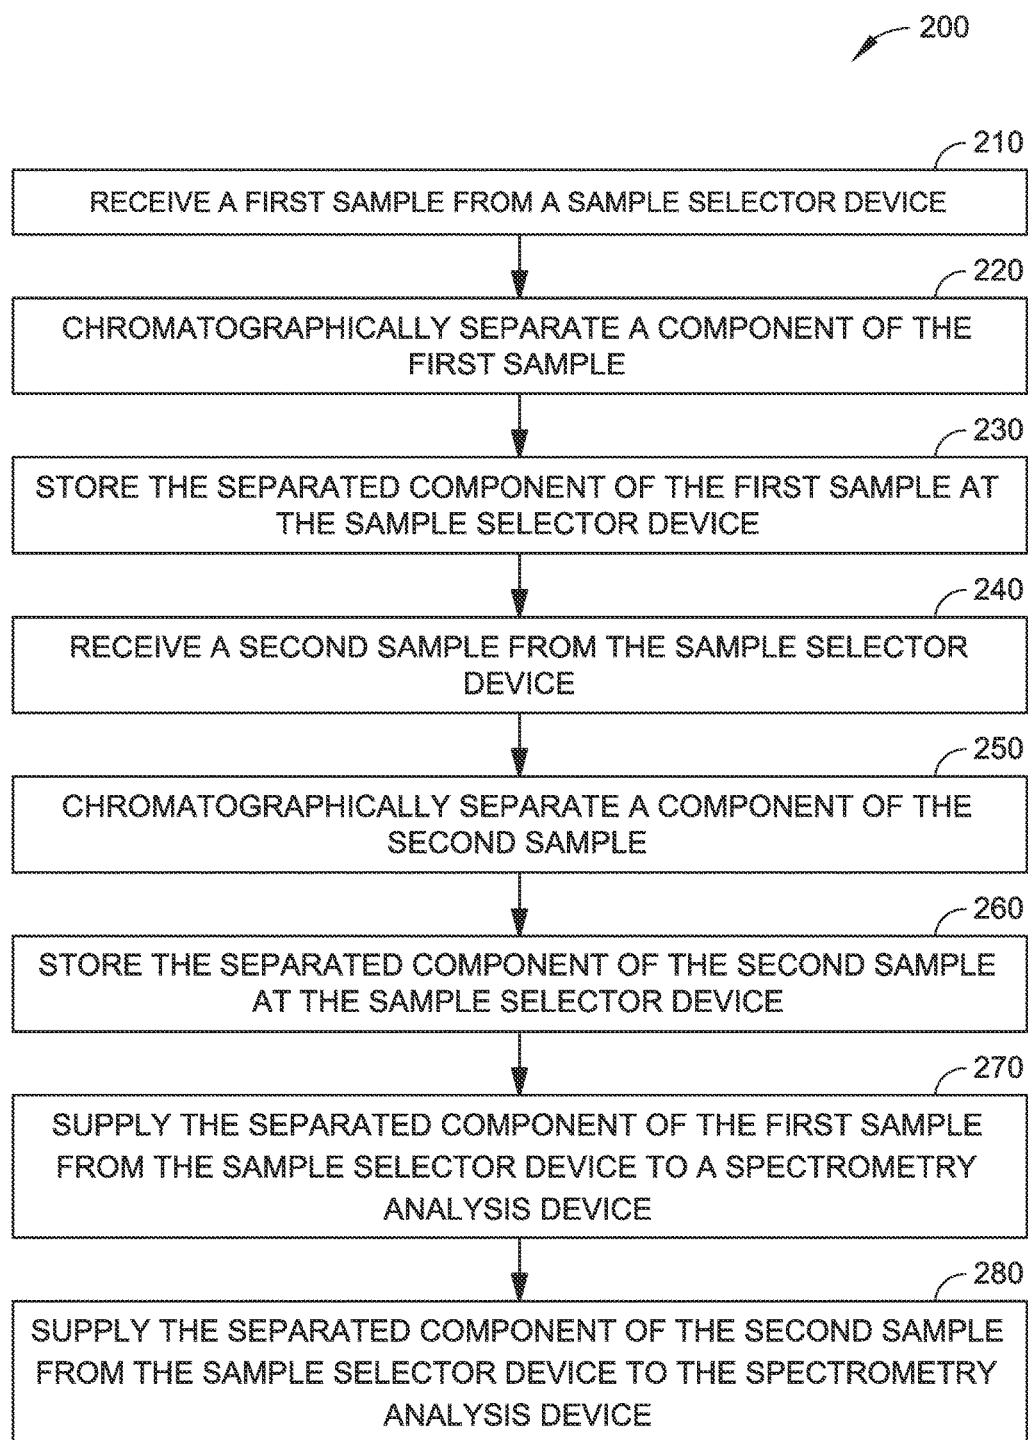 200
210
RECEIVE A FIRST SAMPLE FROM A SAMPLE SELECTOR DEVICE
220
CHROMATOGRAPHICALLY SEPARATE A COMPONENT OF THE
FIRST SAMPLE
230
STORE THE SEPARATED COMPONENT OF THE FIRST SAMPLE AT
THE SAMPLE SELECTOR DEVICE
240
RECEIVE A SECOND SAMPLE FROM THE SAMPLE SELECTOR
DEVICE
250
CHROMATOGRAPHICALLY SEPARATE A COMPONENT OF THE
SECOND SAMPLE
260
STORE THE SEPARATED COMPONENT OF THE SECOND SAMPLE
AT THE SAMPLE SELECTOR DEVICE
270
SUPPLY THE SEPARATED COMPONENT OF THE FIRST SAMPLE
FROM THE SAMPLE SELECTOR DEVICE TO A SPECTROMETRY
ANALYSIS DEVICE
280
SUPPLY THE SEPARATED COMPONENT OF THE SECOND SAMPLE
FROM THE SAMPLE SELECTOR DEVICE TO THE SPECTROMETRY
ANALYSIS DEVICE